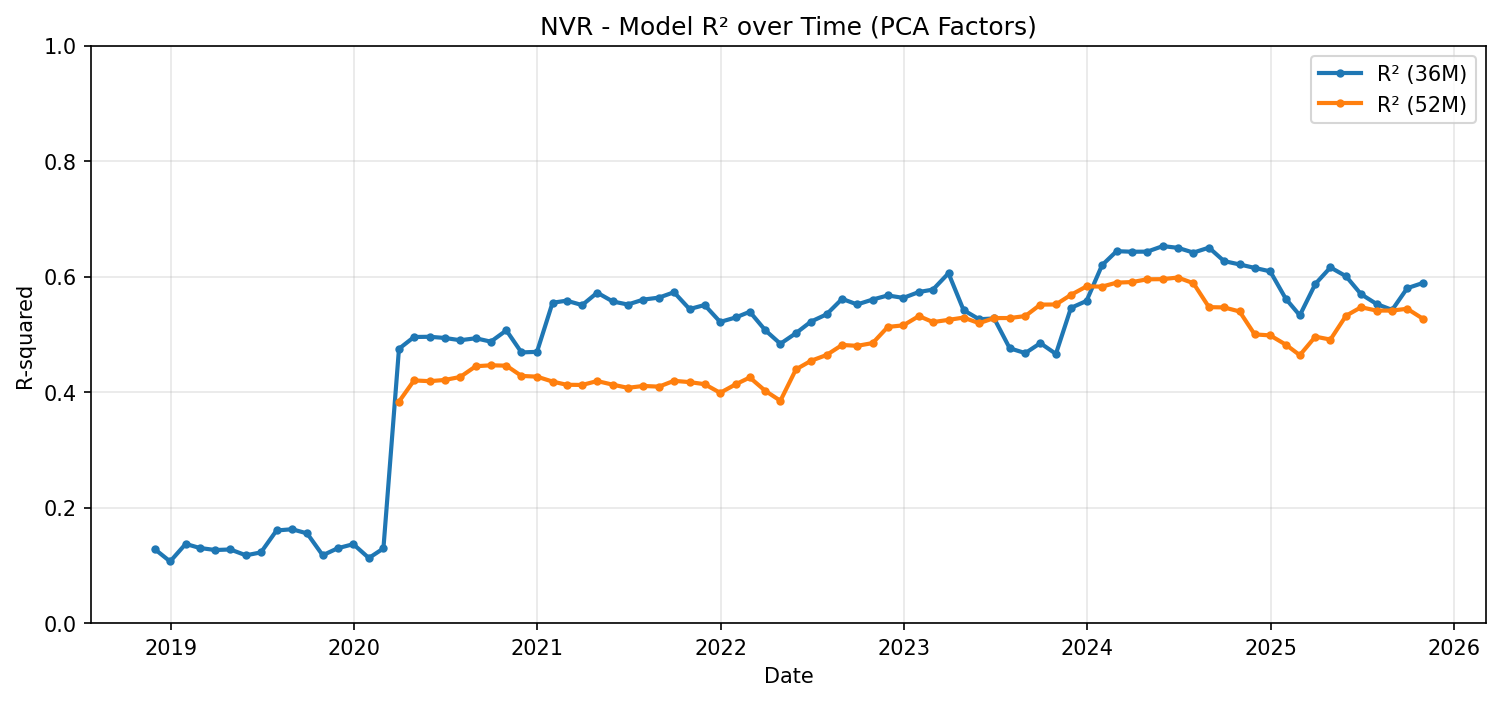 NVR - Model R² over Time (PCA Factors)
R² (36M)
R² (52M)
1.0
0.8
0.6
0.4
0.2
0.0
R-squared
2019 2020 2021 2022 2023 2024 2025 2026
Date